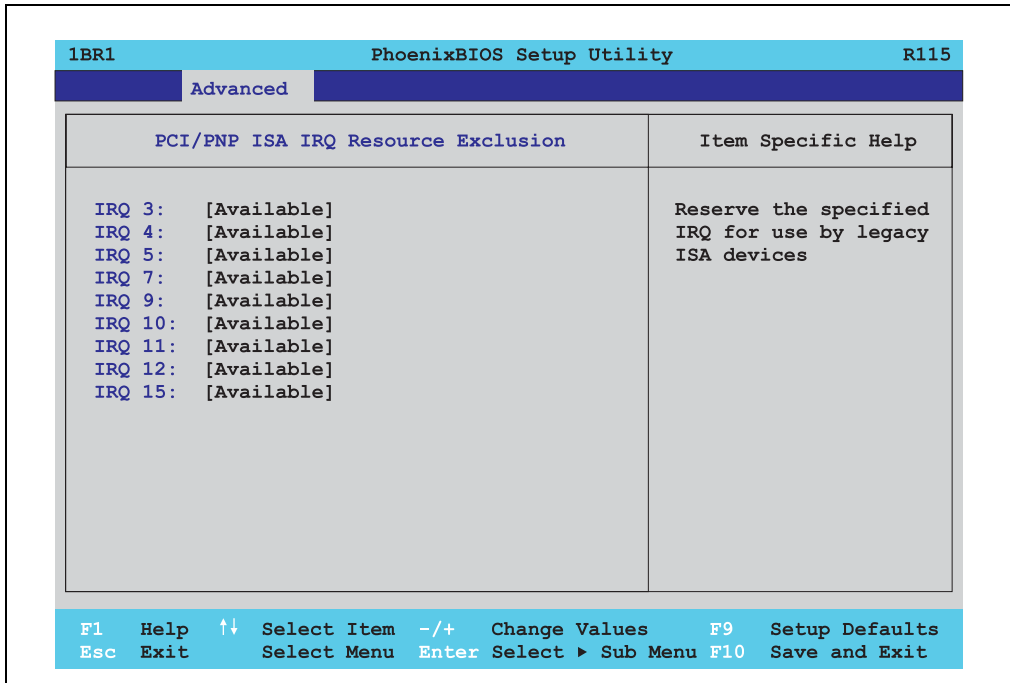 1BR1 PhoenixBIOS Setup Utility R115
Advanced
PCI/PNP ISA IRQ Resource Exclusion
Item Specific Help
IRQ 3: [Available]
IRQ 4: [Available]
IRQ 5: [Available]
IRQ 7: [Available]
IRQ 9: [Available]
IRQ 10: [Available]
IRQ 11: [Available]
IRQ 12: [Available]
IRQ 15: [Available]
Reserve the specified
IRQ for use by legacy
ISA devices
F1 Help ↑↓ Select Item -/+ Change Values F9 Setup Defaults
Esc Exit Select Menu Enter Select ▶ Sub Menu F10 Save and Exit